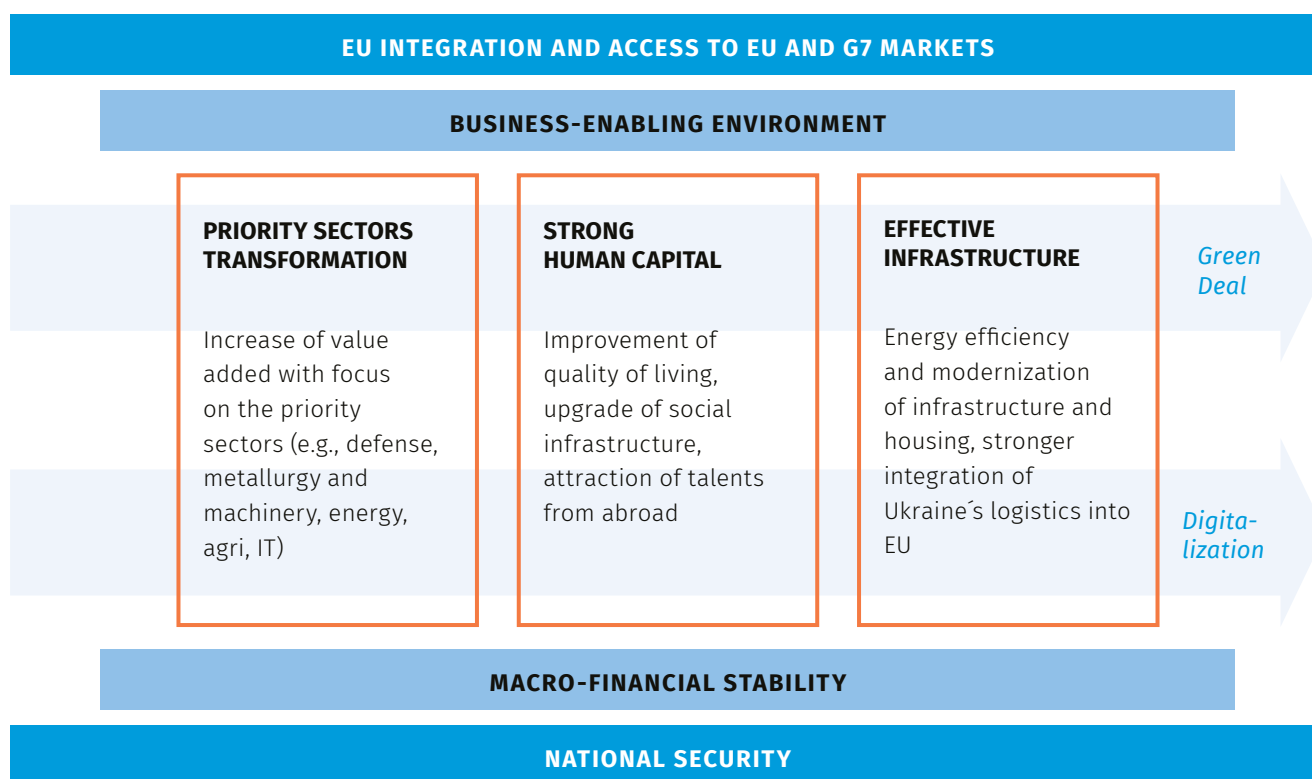 EU INTEGRATION AND ACCESS TO EU AND G7 MARKETS
BUSINESS-ENABLING ENVIRONMENT
PRIORITY SECTORS
TRANSFORMATION
Increase of value
added with focus
on the priority
sectors (e.g., defense,
metallurgy and
machinery, energy,
agri, IT)
STRONG
HUMAN CAPITAL
Improvement of
quality of living,
upgrade of social
infrastructure,
attraction of talents
from abroad
EFFECTIVE
INFRASTRUCTURE
Energy efficiency
and modernization
of infrastructure and
housing, stronger
integration of
Ukraine´s logistics into
EU
Green
Deal
Digita-
lization
MACRO-FINANCIAL STABILITY
NATIONAL SECURITY